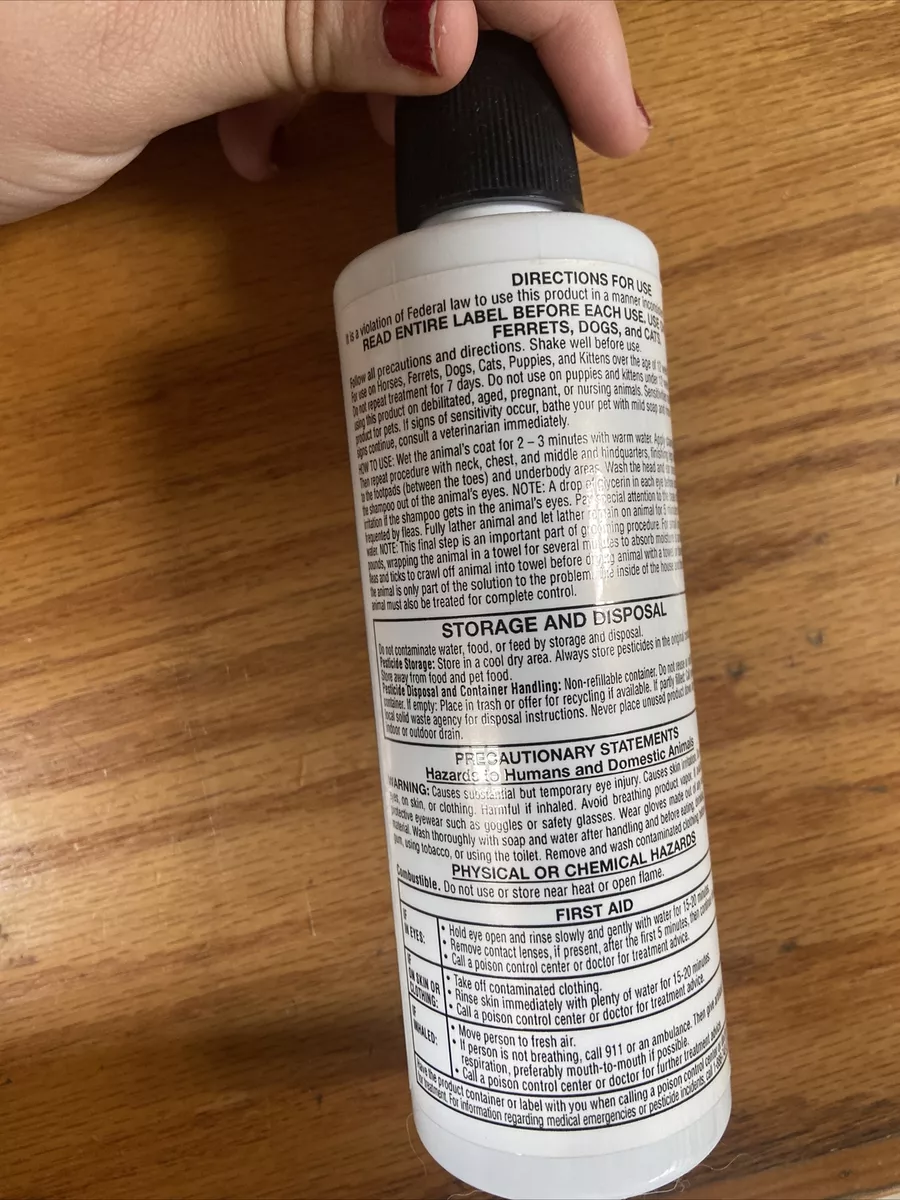 DIRECTIONS FOR USE
It is a violation of Federal law to use this product in a manner
READ ENTIRE LABEL BEFORE EACH USE. USE
FERRETS, DOGS, and CATS.
Follow all precautions and directions. Shake well before use.
For use on Horses, Ferrets, Dogs, Cats, Puppies, and Kittens over the age of 12
Do not repeat treatment for 7 days. Do not use on puppies and kittens under
using this product on debilitated, aged, pregnant, or nursing animals.
product for pets. If signs of sensitivity occur, bathe your pet with mild soap and
signs continue, consult a veterinarian immediately.
HOW TO USE: Wet the animal's coat for 2 – 3 minutes with warm water. Apply
Then repeat procedure with neck, chest, and middle and hindquarters, finishing
to the footpads (between the toes) and underbody areas. Wash the head and
the shampoo out of the animal's eyes. NOTE: A drop of glycerin in each eye
irritation if the shampoo gets in the animal's eyes. Pay special attention to
frequented by fleas. Fully lather animal and let lather remain on animal for 5
water. NOTE: This final step is an important part of grooming procedure. For
pounds, wrapping the animal in a towel for several minutes to absorb moisture
fleas and ticks to crawl off animal into towel before drying animal with a towel
the animal is only part of the solution to the problem. The inside of the house
animal must also be treated for complete control.
STORAGE AND DISPOSAL
Do not contaminate water, food, or feed by storage and disposal.
Pesticide Storage: Store in a cool dry area. Always store pesticides in the original
Store away from food and pet food.
Pesticide Disposal and Container Handling: Non-refillable container. Do not reuse
container. If empty: Place in trash or offer for recycling if available. If partly filled:
local solid waste agency for disposal instructions. Never place unused product down
indoor or outdoor drain.
PRECAUTIONARY STATEMENTS
Hazards to Humans and Domestic Animals
WARNING: Causes substantial but temporary eye injury. Causes skin irritation.
eyes, on skin, or clothing. Harmful if inhaled. Avoid breathing product vapor.
protective eyewear such as goggles or safety glasses. Wear gloves made out of
material. Wash thoroughly with soap and water after handling and before eating,
gum, using tobacco, or using the toilet. Remove and wash contaminated clothing
PHYSICAL OR CHEMICAL HAZARDS
Combustible. Do not use or store near heat or open flame.
FIRST AID
IF
IN EYES:
• Hold eye open and rinse slowly and gently with water for 15-20 minutes.
• Remove contact lenses, if present, after the first 5 minutes, then
• Call a poison control center or doctor for treatment advice.
IF
ON SKIN OR
CLOTHING:
• Take off contaminated clothing.
• Rinse skin immediately with plenty of water for 15-20 minutes.
• Call a poison control center or doctor for treatment advice.
IF
INHALED:
• Move person to fresh air.
• If person is not breathing, call 911 or an ambulance. Then give
respiration, preferably mouth-to-mouth if possible.
• Call a poison control center or doctor for further treatment advice.
Have the product container or label with you when calling a poison control center
for treatment. For information regarding medical emergencies or pesticide incidents, call